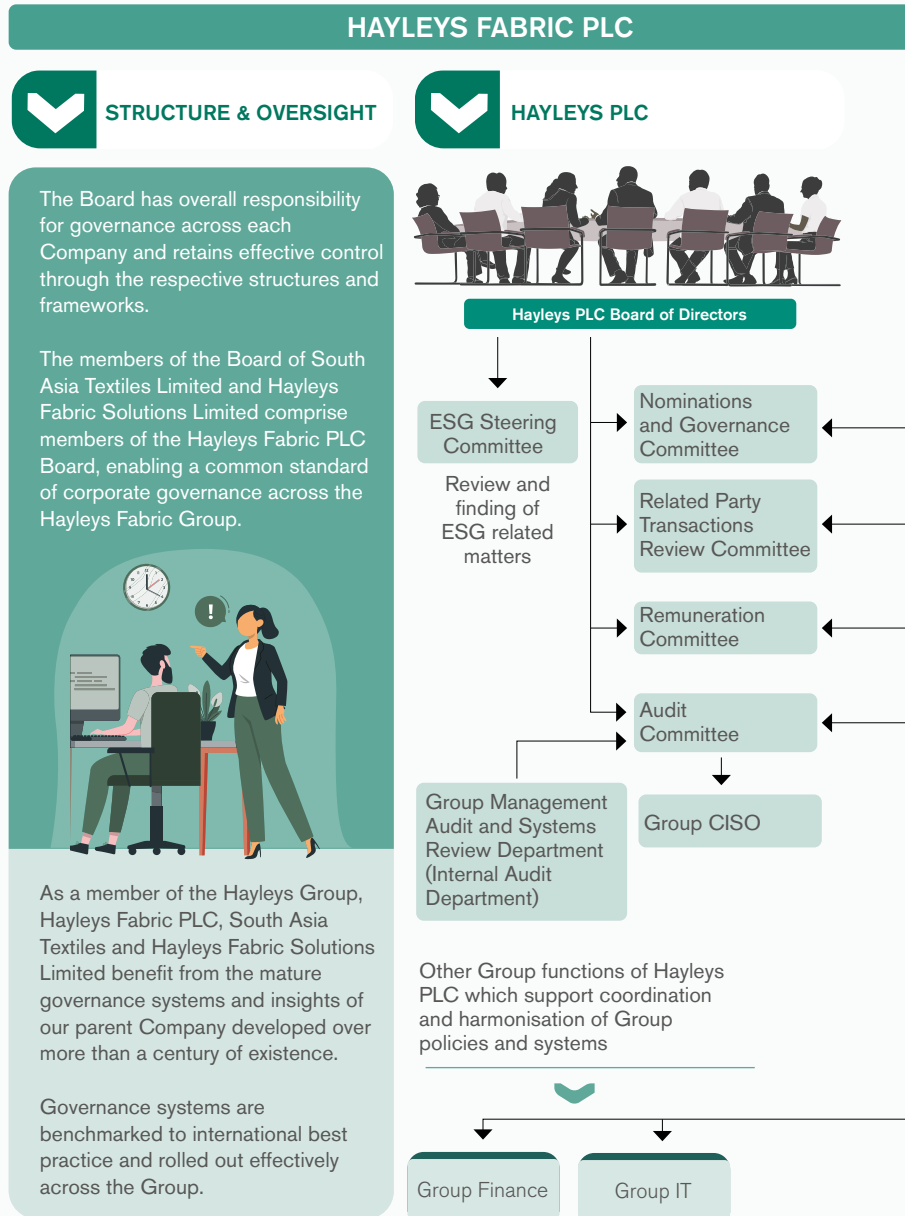 HAYLEYS FABRIC PLC
STRUCTURE & OVERSIGHT
The Board has overall responsibility
for governance across each
Company and retains effective control
through the respective structures and
frameworks.
The members of the Board of South
Asia Textiles Limited and Hayleys
Fabric Solutions Limited comprise
members of the Hayleys Fabric PLC
Board, enabling a common standard
of corporate governance across the
Hayleys Fabric Group.
!
As a member of the Hayleys Group,
Hayleys Fabric PLC, South Asia
Textiles and Hayleys Fabric Solutions
Limited benefit from the mature
governance systems and insights of
our parent Company developed over
more than a century of existence.
Governance systems are
benchmarked to international best
practice and rolled out effectively
across the Group.
HAYLEYS PLC
Hayleys PLC Board of Directors
ESG Steering
Committee
Review and
finding of
ESG related
matters
Nominations
and Governance
Committee
Related Party
Transactions
Review Committee
Remuneration
Committee
Audit
Committee
Group Management
Audit and Systems
Review Department
(Internal Audit
Department)
Group CISO
Other Group functions of Hayleys
PLC which support coordination
and harmonisation of Group
policies and systems
Group Finance
Group IT